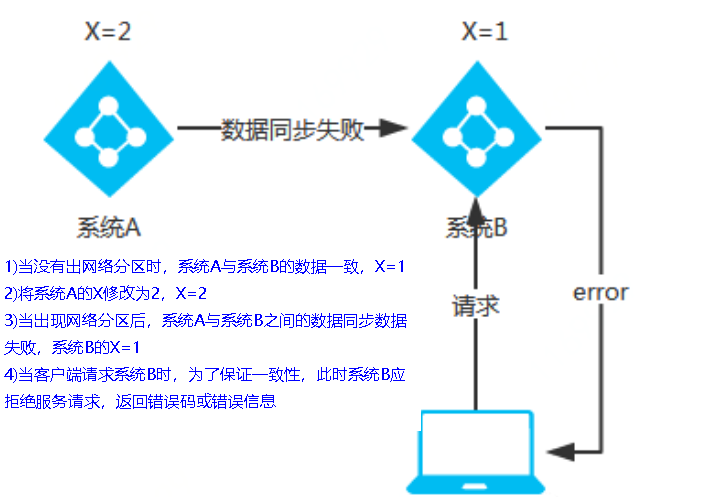 X=2
X=1
数据同步失败
系统A
系统B
1)当没有出网络分区时，系统A与系统B的数据一致，X=1
2)将系统A的X修改为2，X=2
3)当出现网络分区后，系统A与系统B之间的数据同步数据
失败，系统B的X=1
4)当客户端请求系统B时，为了保证一致性，此时系统B应
拒绝服务请求，返回错误码或错误信息
请求
error